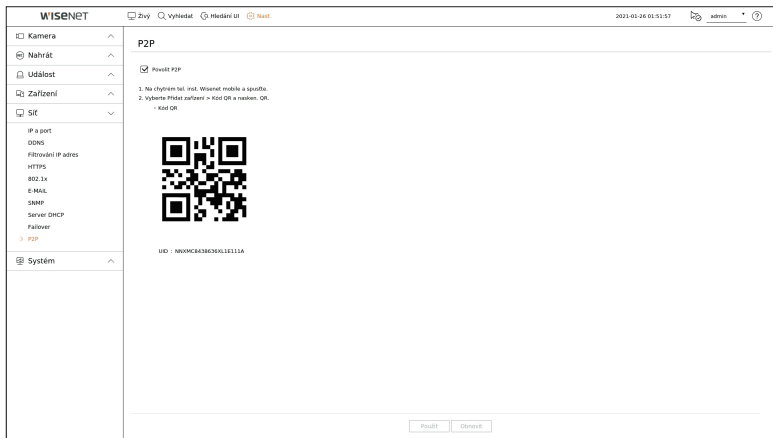 WISENET
Živý Vyhledat Hledání UI Nast.
2021-01-26 01:51:57 admin ?
Kamera
Nahrát
Událost
Zařízení
Síť
IP a port
DDNS
Filtrování IP adres
HTTPS
802.1x
E-MAIL
SNMP
Server DHCP
Failover
> P2P
Systém
P2P
Povolit P2P
1. Na chytrém tel. inst. Wisenet mobile a spusťte.
2. Vyberte Přidat zařízení > Kód QR a nasken. QR.
- Kód QR
UID : NNXMC8438636XL1E111A
Použít Obnovit